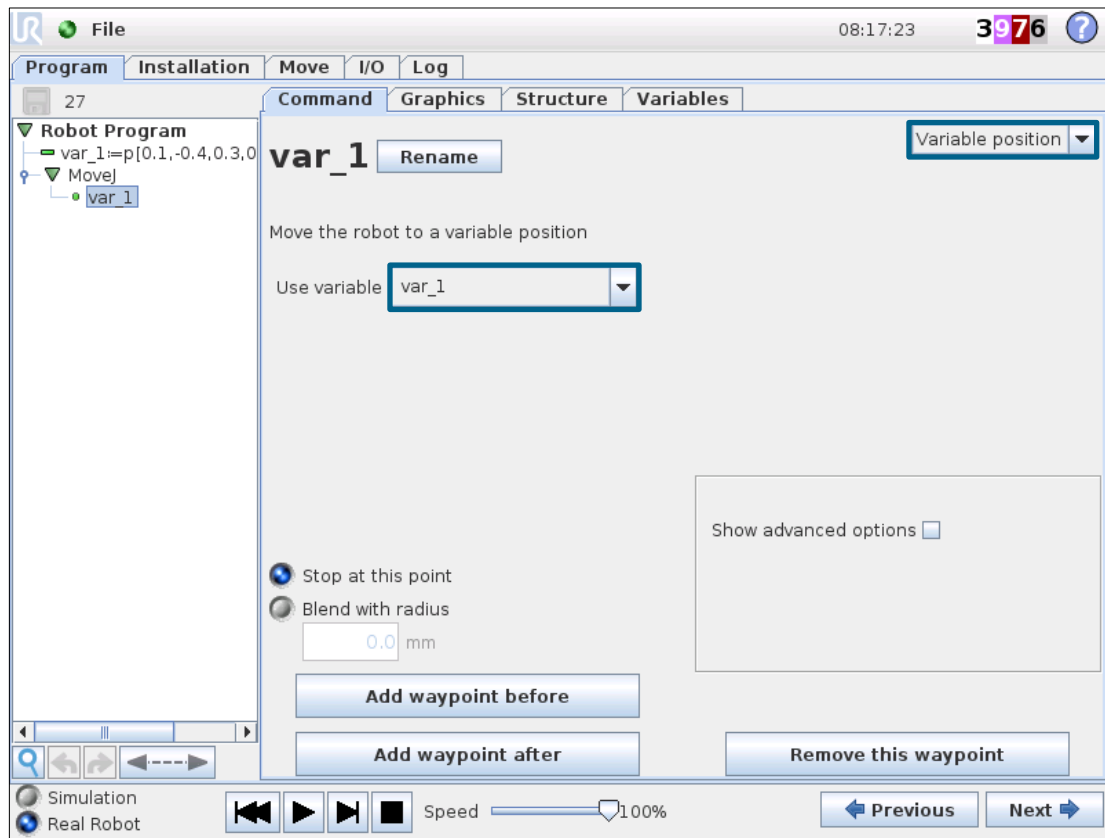 UR File 08:17:23 3976 ?
Program Installation Move I/O Log
27 Command Graphics Structure Variables
Robot Program
var_1:=p[0.1,-0.4,0.3,0
MoveJ
var_1
var_1 Rename Variable position
Move the robot to a variable position
Use variable var_1
Show advanced options
Stop at this point
Blend with radius
0.0 mm
Add waypoint before
Add waypoint after Remove this waypoint
Simulation
Real Robot
Speed 100% Previous Next